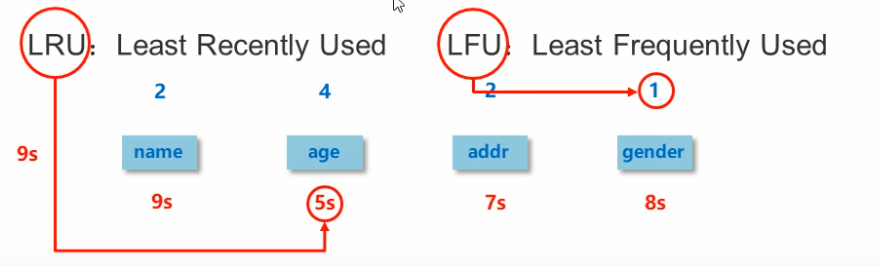 LRU：Least Recently Used LFU：Least Frequently Used
2 4 2 1
9s name age addr gender
9s 5s 7s 8s